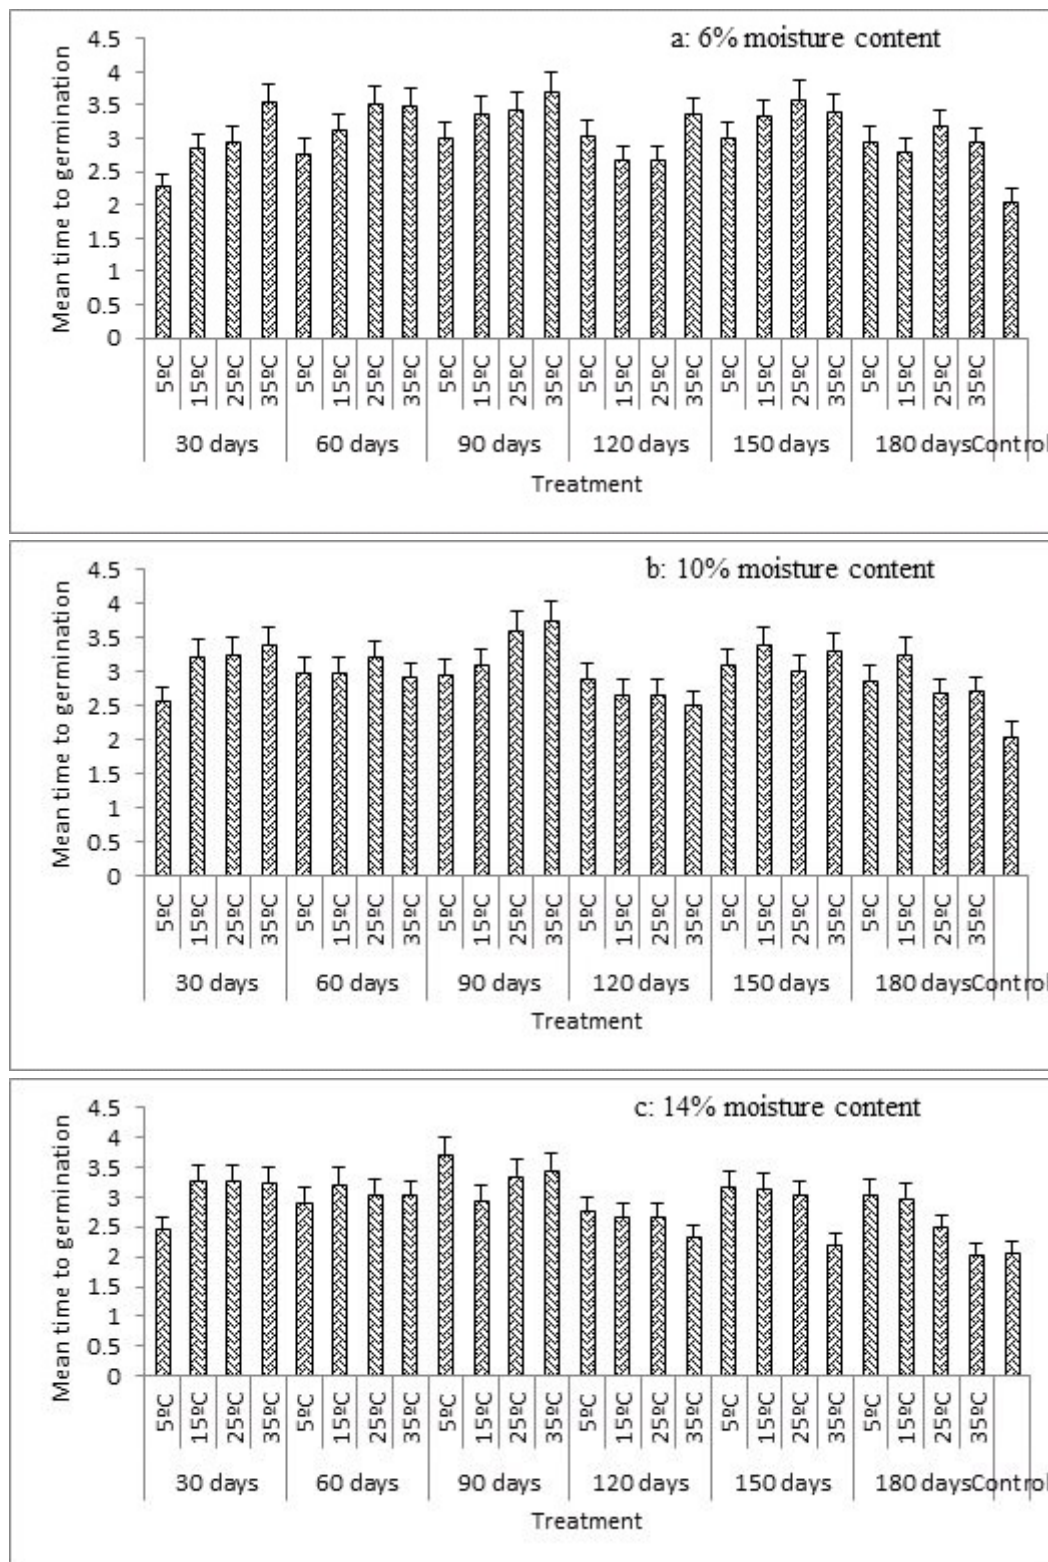 a: 6% moisture content
Mean time to germination
4.5
4
3.5
3
2.5
2
1.5
1
0.5
0
5ºC 15ºC 25ºC 35ºC 5ºC 15ºC 25ºC 35ºC 5ºC 15ºC 25ºC 35ºC 5ºC 15ºC 25ºC 35ºC 5ºC 15ºC 25ºC 35ºC 5ºC 15ºC 25ºC 35ºC
30 days 60 days 90 days 120 days 150 days 180 days Control
Treatment
b: 10% moisture content
Mean time to germination
4.5
4
3.5
3
2.5
2
1.5
1
0.5
0
5ºC 15ºC 25ºC 35ºC 5ºC 15ºC 25ºC 35ºC 5ºC 15ºC 25ºC 35ºC 5ºC 15ºC 25ºC 35ºC 5ºC 15ºC 25ºC 35ºC 5ºC 15ºC 25ºC 35ºC
30 days 60 days 90 days 120 days 150 days 180 days Control
Treatment
c: 14% moisture content
Mean time to germination
4.5
4
3.5
3
2.5
2
1.5
1
0.5
0
5ºC 15ºC 25ºC 35ºC 5ºC 15ºC 25ºC 35ºC 5ºC 15ºC 25ºC 35ºC 5ºC 15ºC 25ºC 35ºC 5ºC 15ºC 25ºC 35ºC 5ºC 15ºC 25ºC 35ºC
30 days 60 days 90 days 120 days 150 days 180 days Control
Treatment